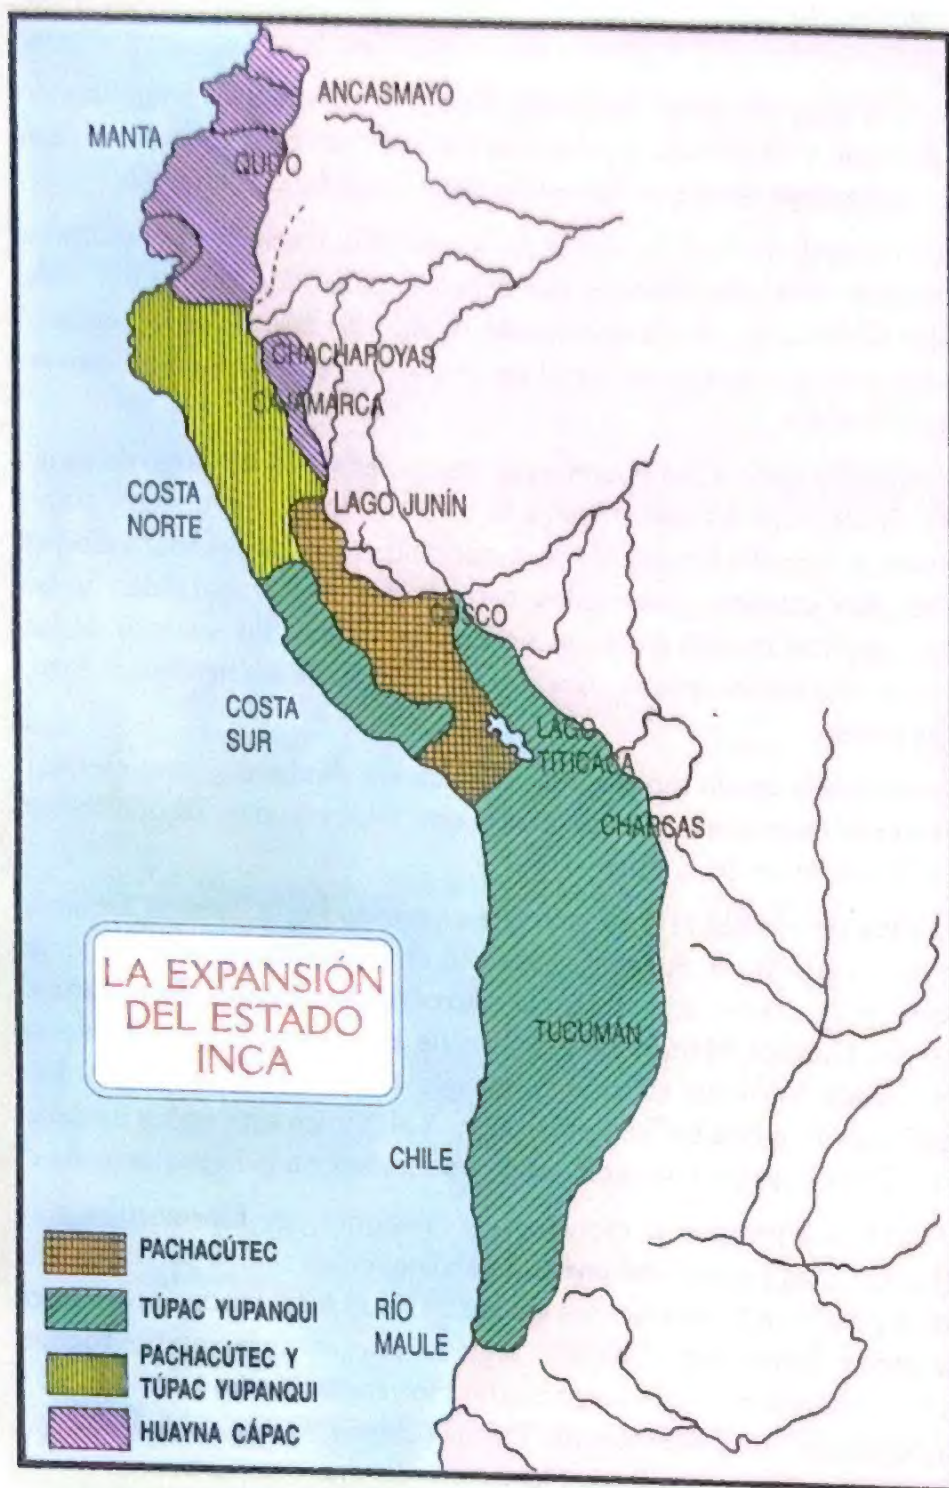 ANCASMAYO
MANTA
QUITO
CHACHAPOYAS
CAJAMARCA
COSTA
NORTE
LAGO JUNÍN
CUSCO
COSTA
SUR
LAGO
TITICACA
CHARSAS
LA EXPANSIÓN
DEL ESTADO
INCA
TUCUMÁN
CHILE
RÍO
MAULE
PACHACÚTEC
TÚPAC YUPANQUI
PACHACÚTEC Y
TÚPAC YUPANQUI
HUAYNA CÁPAC